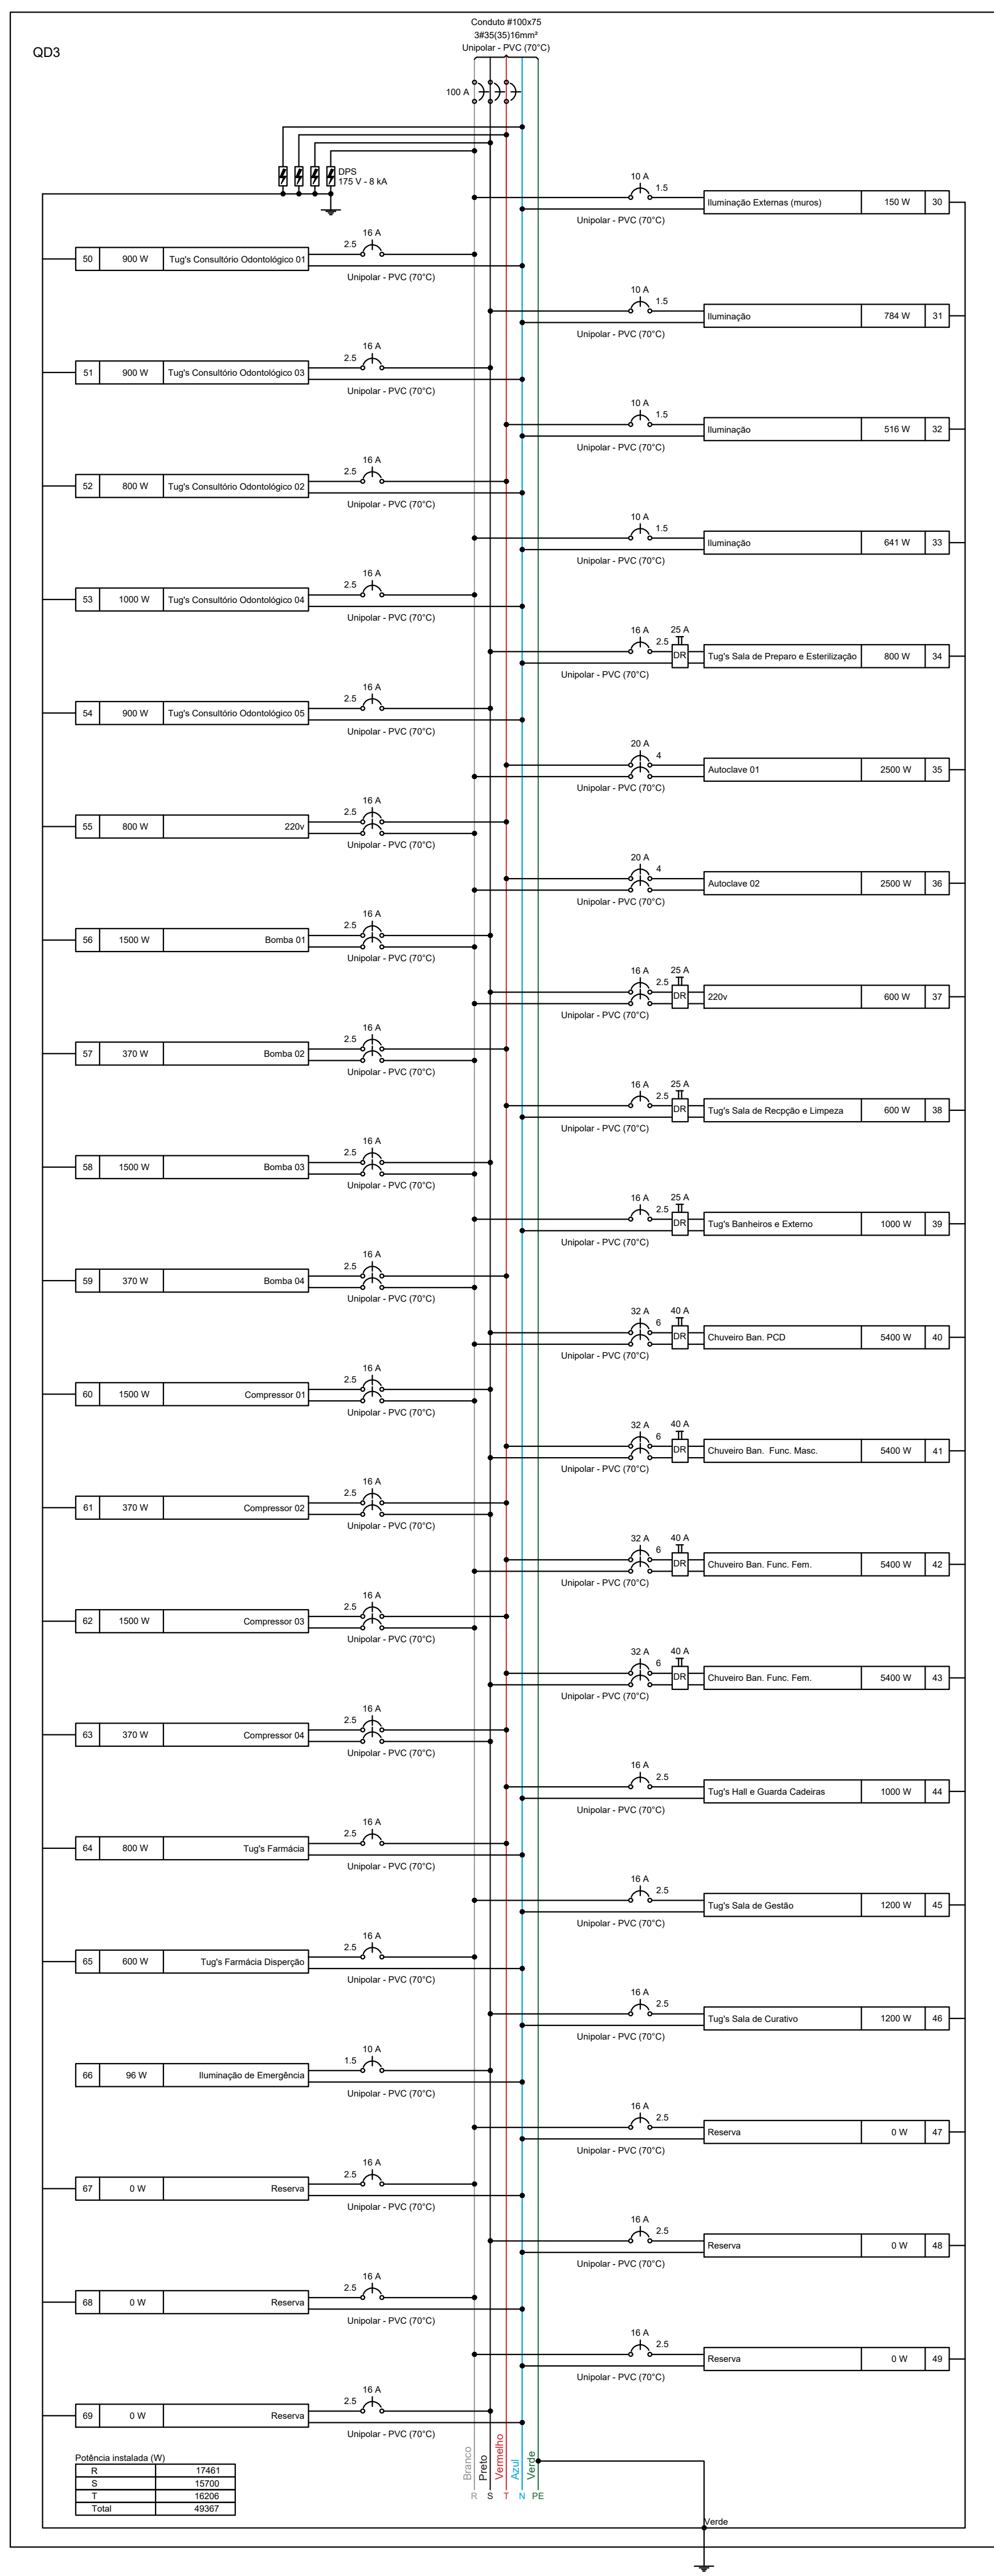 QD3
Conduto #100x75
3#35(35)16mm²
Unipolar - PVC (70°C)
100 A
DPS
175 V - 8 kA
10 A
1.5
Iluminação Externas (muros) 150 W 30
Unipolar - PVC (70°C)
16 A
2.5
50 900 W Tug's Consultório Odontológico 01
Unipolar - PVC (70°C)
10 A
1.5
Iluminação 784 W 31
Unipolar - PVC (70°C)
16 A
2.5
51 900 W Tug's Consultório Odontológico 03
Unipolar - PVC (70°C)
10 A
1.5
Iluminação 516 W 32
Unipolar - PVC (70°C)
16 A
2.5
52 800 W Tug's Consultório Odontológico 02
Unipolar - PVC (70°C)
10 A
1.5
Iluminação 641 W 33
Unipolar - PVC (70°C)
16 A
2.5
53 1000 W Tug's Consultório Odontológico 04
Unipolar - PVC (70°C)
16 A 25 A
2.5
DR
Tug's Sala de Preparo e Esterilização 800 W 34
Unipolar - PVC (70°C)
16 A
2.5
54 900 W Tug's Consultório Odontológico 05
Unipolar - PVC (70°C)
20 A
4
Autoclave 01 2500 W 35
Unipolar - PVC (70°C)
16 A
2.5
55 800 W 220v
Unipolar - PVC (70°C)
20 A
4
Autoclave 02 2500 W 36
Unipolar - PVC (70°C)
16 A
2.5
56 1500 W Bomba 01
Unipolar - PVC (70°C)
16 A 25 A
2.5
DR
220v 600 W 37
Unipolar - PVC (70°C)
16 A
2.5
57 370 W Bomba 02
Unipolar - PVC (70°C)
16 A 25 A
2.5
DR
Tug's Sala de Recpção e Limpeza 600 W 38
Unipolar - PVC (70°C)
16 A
2.5
58 1500 W Bomba 03
Unipolar - PVC (70°C)
16 A 25 A
2.5
DR
Tug's Banheiros e Externo 1000 W 39
Unipolar - PVC (70°C)
16 A
2.5
59 370 W Bomba 04
Unipolar - PVC (70°C)
32 A 40 A
6
DR
Chuveiro Ban. PCD 5400 W 40
Unipolar - PVC (70°C)
16 A
2.5
60 1500 W Compressor 01
Unipolar - PVC (70°C)
32 A 40 A
6
DR
Chuveiro Ban. Func. Masc. 5400 W 41
Unipolar - PVC (70°C)
16 A
2.5
61 370 W Compressor 02
Unipolar - PVC (70°C)
32 A 40 A
6
DR
Chuveiro Ban. Func. Fem. 5400 W 42
Unipolar - PVC (70°C)
16 A
2.5
62 1500 W Compressor 03
Unipolar - PVC (70°C)
32 A 40 A
6
DR
Chuveiro Ban. Func. Fem. 5400 W 43
Unipolar - PVC (70°C)
16 A
2.5
63 370 W Compressor 04
Unipolar - PVC (70°C)
16 A
2.5
Tug's Hall e Guarda Cadeiras 1000 W 44
Unipolar - PVC (70°C)
16 A
2.5
64 800 W Tug's Farmácia
Unipolar - PVC (70°C)
16 A
2.5
Tug's Sala de Gestão 1200 W 45
Unipolar - PVC (70°C)
16 A
2.5
65 600 W Tug's Farmácia Disperção
Unipolar - PVC (70°C)
16 A
2.5
Tug's Sala de Curativo 1200 W 46
Unipolar - PVC (70°C)
10 A
1.5
66 96 W Iluminação de Emergência
Unipolar - PVC (70°C)
16 A
2.5
Reserva 0 W 47
Unipolar - PVC (70°C)
16 A
2.5
67 0 W Reserva
Unipolar - PVC (70°C)
16 A
2.5
Reserva 0 W 48
Unipolar - PVC (70°C)
16 A
2.5
68 0 W Reserva
Unipolar - PVC (70°C)
16 A
2.5
Reserva 0 W 49
Unipolar - PVC (70°C)
16 A
2.5
69 0 W Reserva
Unipolar - PVC (70°C)
Branco Preto Vermelho Azul Verde
R S T N PE
Potência instalada (W)
R 17461
S 15700
T 16206
Total 49367
Verde